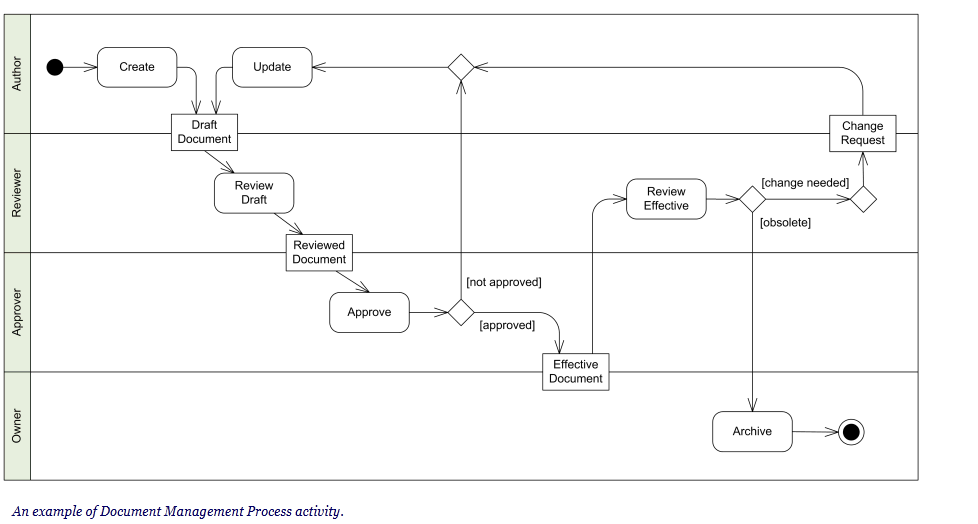 Author
Create
Update
Draft
Document
Change
Request
Reviewer
Review
Draft
Review
Effective
[change needed]
[obsolete]
Reviewed
Document
Approver
[not approved]
Approve
[approved]
Effective
Document
Owner
Archive
An example of Document Management Process activity.